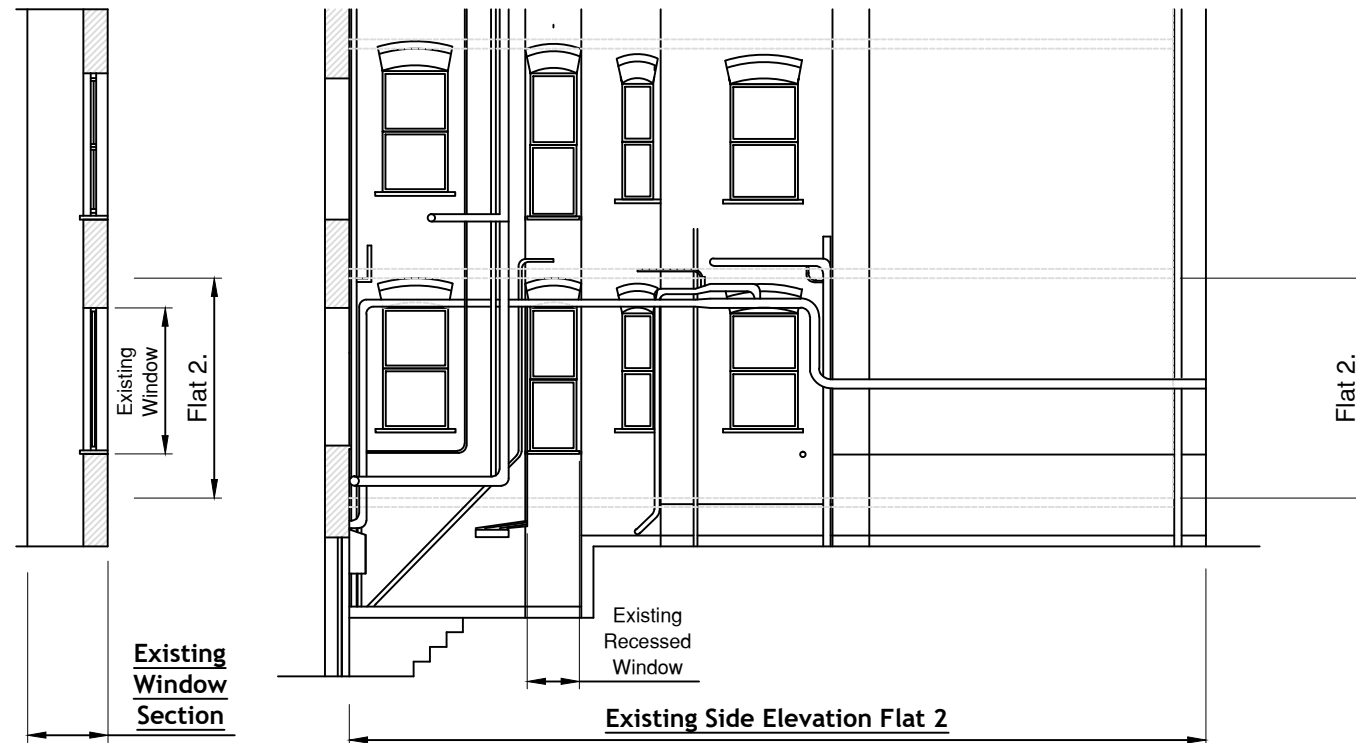 Existing
Window
Flat 2.
Flat 2.
Existing
Recessed
Window
Existing
Window
Section
Existing Side Elevation Flat 2